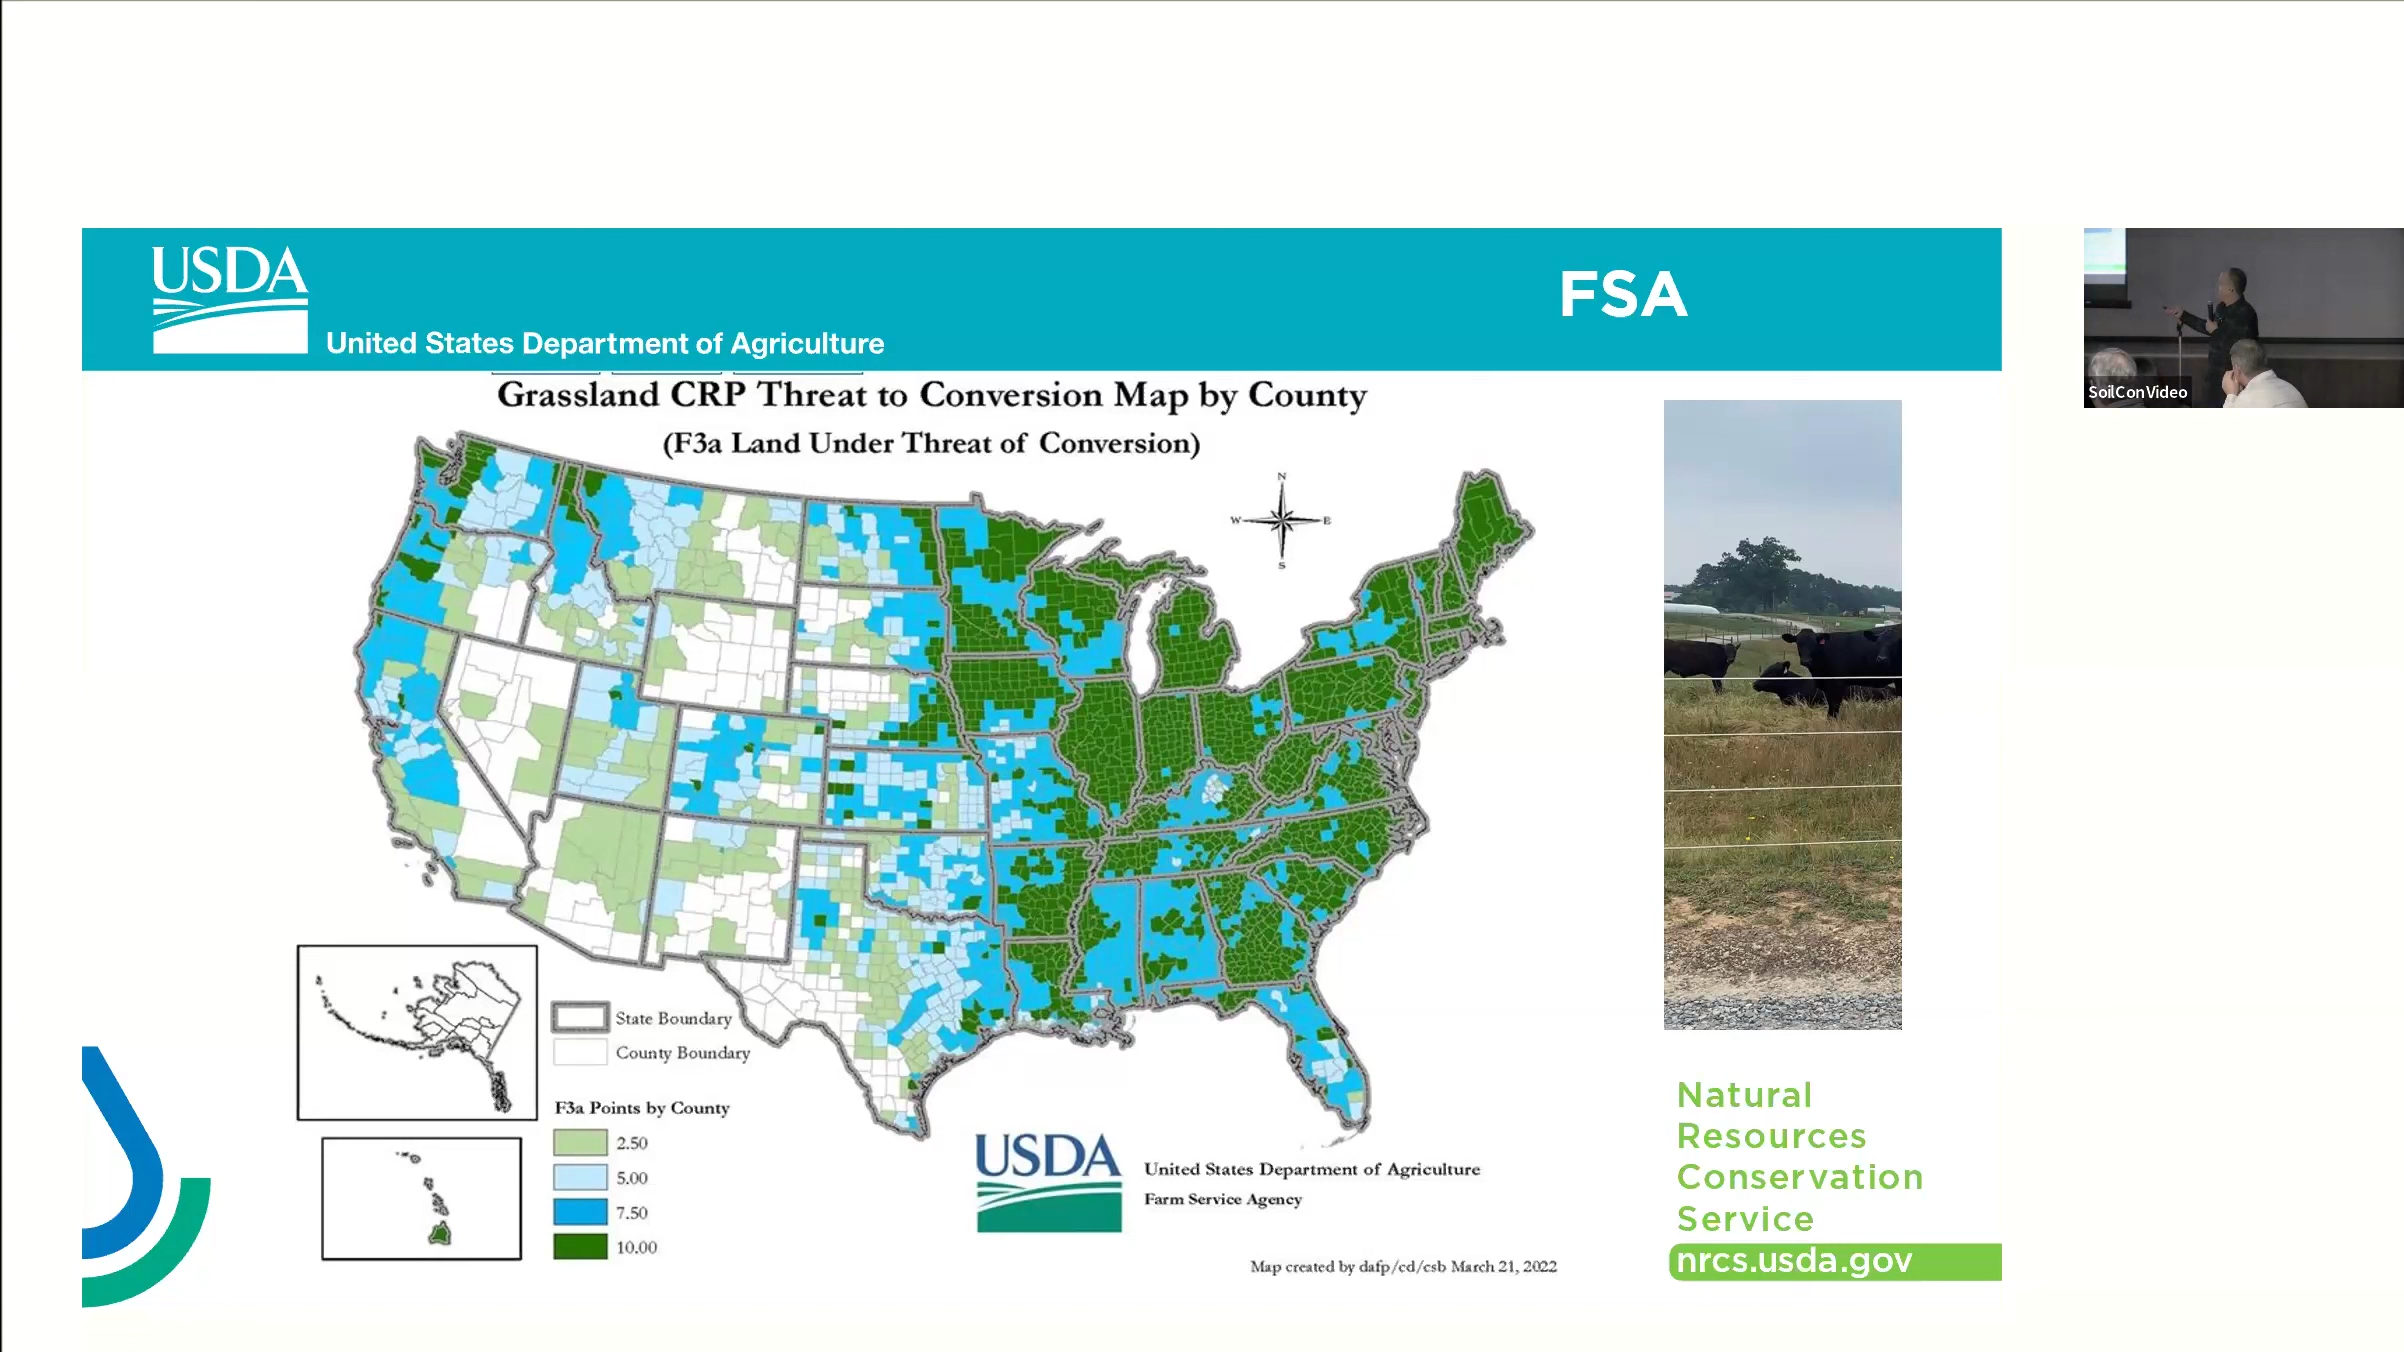 USDA
United States Department of Agriculture
FSA
SoilConVideo
Grassland CRP Threat to Conversion Map by County
(F3a Land Under Threat of Conversion)
N
W
E
S
State Boundary
County Boundary
F3a Points by County
2.50
5.00
7.50
10.00
USDA
United States Department of Agriculture
Farm Service Agency
Map created by dafp/cd/csb March 21, 2022
Natural
Resources
Conservation
Service
nrcs.usda.gov